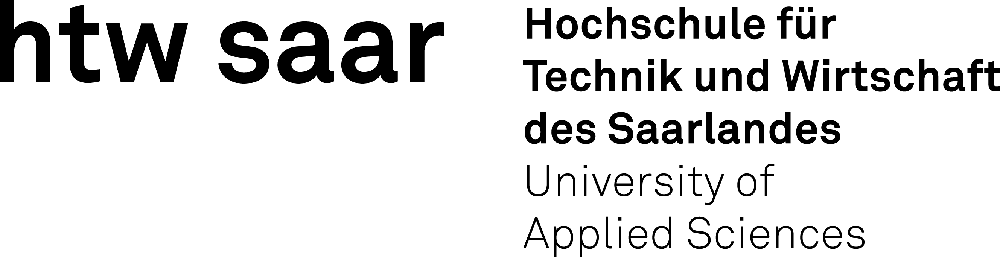 htw saar
Hochschule für
Technik und Wirtschaft
des Saarlandes
University of
Applied Sciences